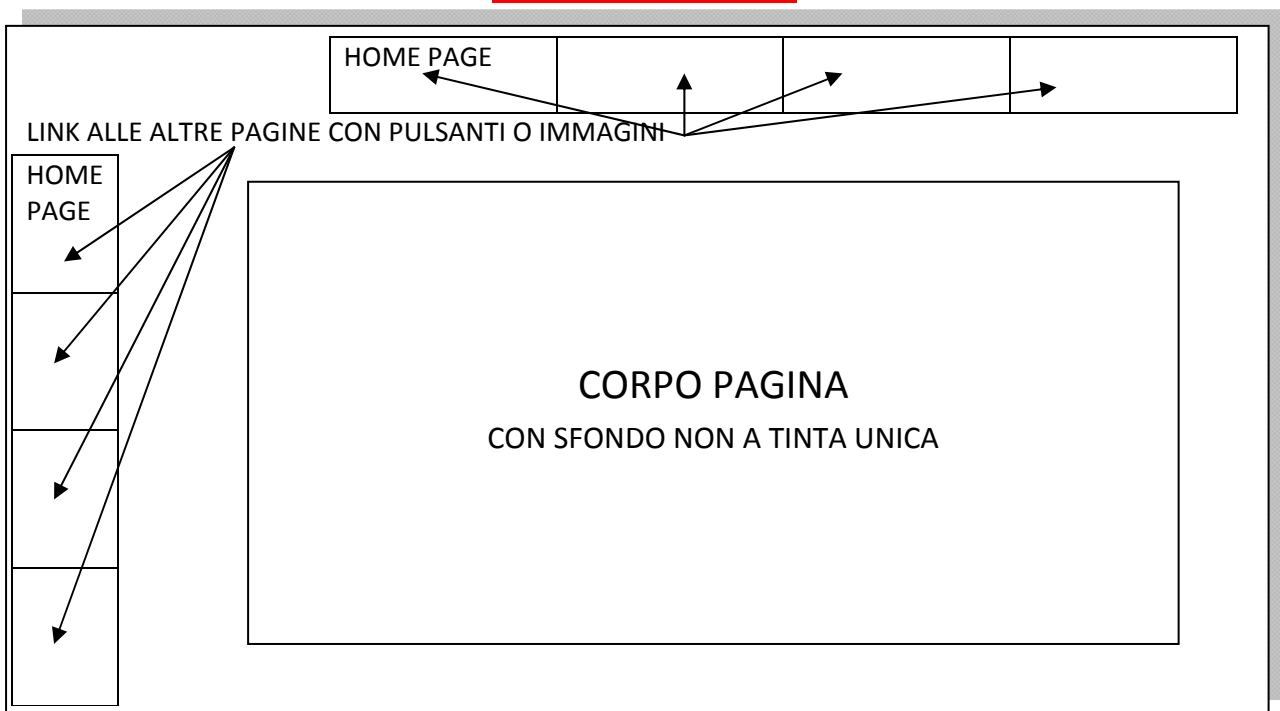 HOME PAGE
LINK ALLE ALTRE PAGINE CON PULSANTI O IMMAGINI
HOME
PAGE
CORPO PAGINA
CON SFONDO NON A TINTA UNICA